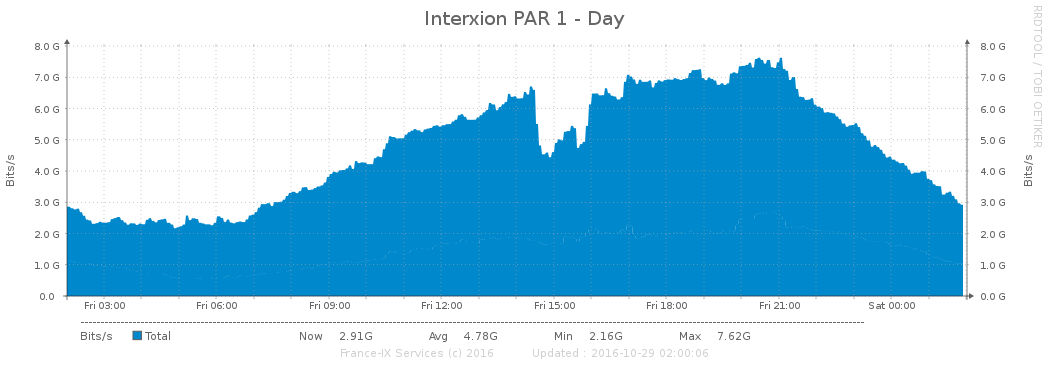 Interxion PAR 1 - Day
RRDTOOL / TOBI OETIKER
8.0 G 8.0 G
7.0 G 7.0 G
6.0 G 6.0 G
5.0 G 5.0 G
4.0 G 4.0 G
3.0 G 3.0 G
2.0 G 2.0 G
1.0 G 1.0 G
0.0 0.0 G
Bits/s
Bits/s
Fri 03:00 Fri 06:00 Fri 09:00 Fri 12:00 Fri 15:00 Fri 18:00 Fri 21:00 Sat 00:00
Bits/s Total Now 2.91G Avg 4.78G Min 2.16G Max 7.62G
France-IX Services (c) 2016 Updated : 2016-10-29 02:00:06